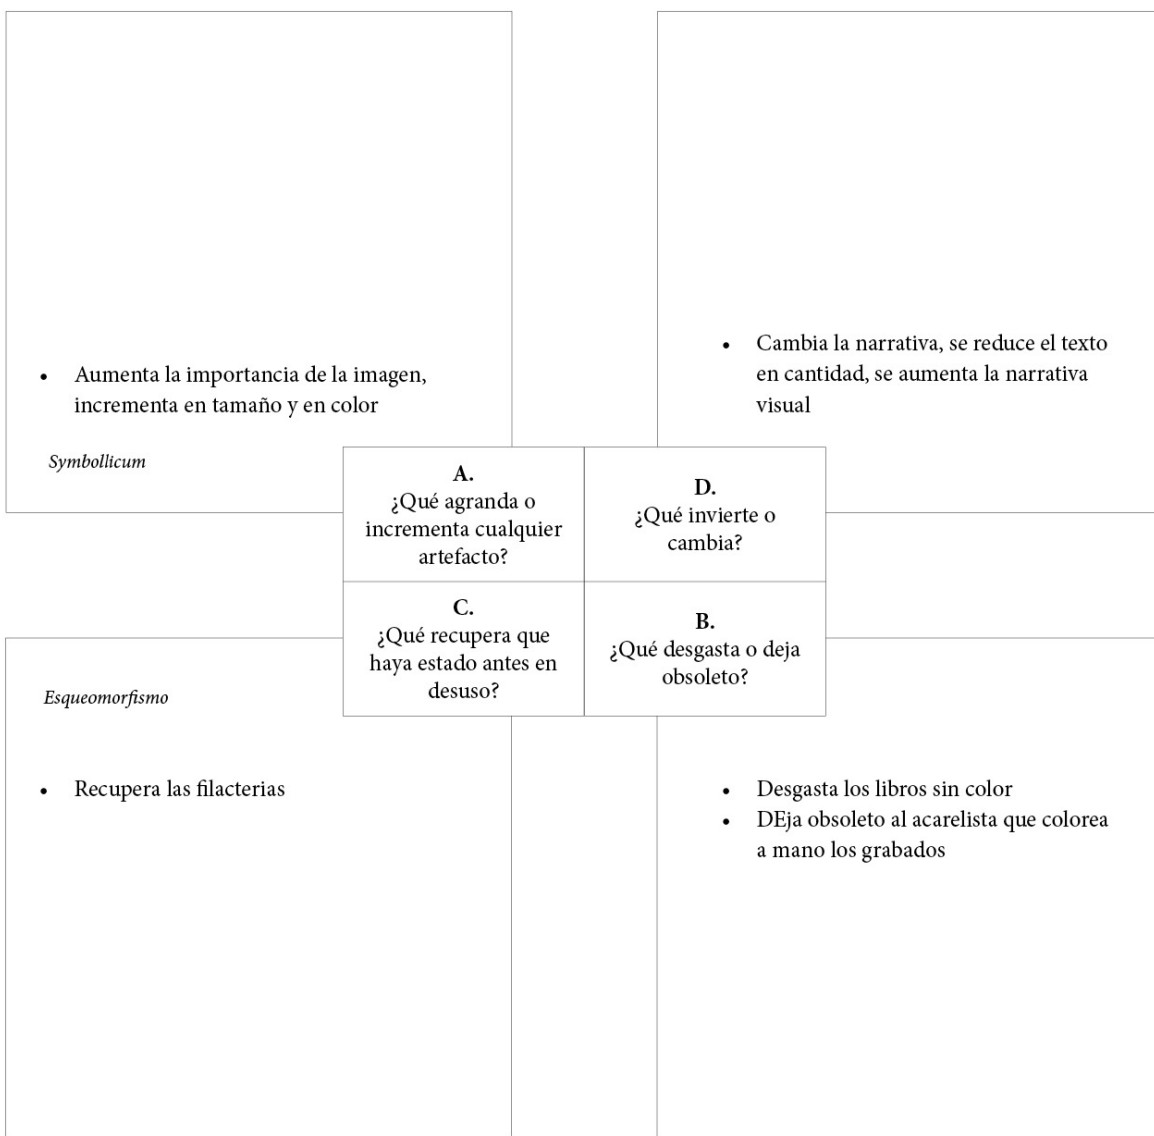 • Aumenta la importancia de la imagen,
incrementa en tamaño y en color
Symbollicum
• Cambia la narrativa, se reduce el texto
en cantidad, se aumenta la narrativa
visual
A.
¿Qué agranda o
incrementa cualquier
artefacto?
D.
¿Qué invierte o
cambia?
C.
¿Qué recupera que
haya estado antes en
desuso?
B.
¿Qué desgasta o deja
obsoleto?
Esqueomorfismo
• Recupera las filacterias
• Desgasta los libros sin color
• DEja obsoleto al acarelista que colorea
a mano los grabados